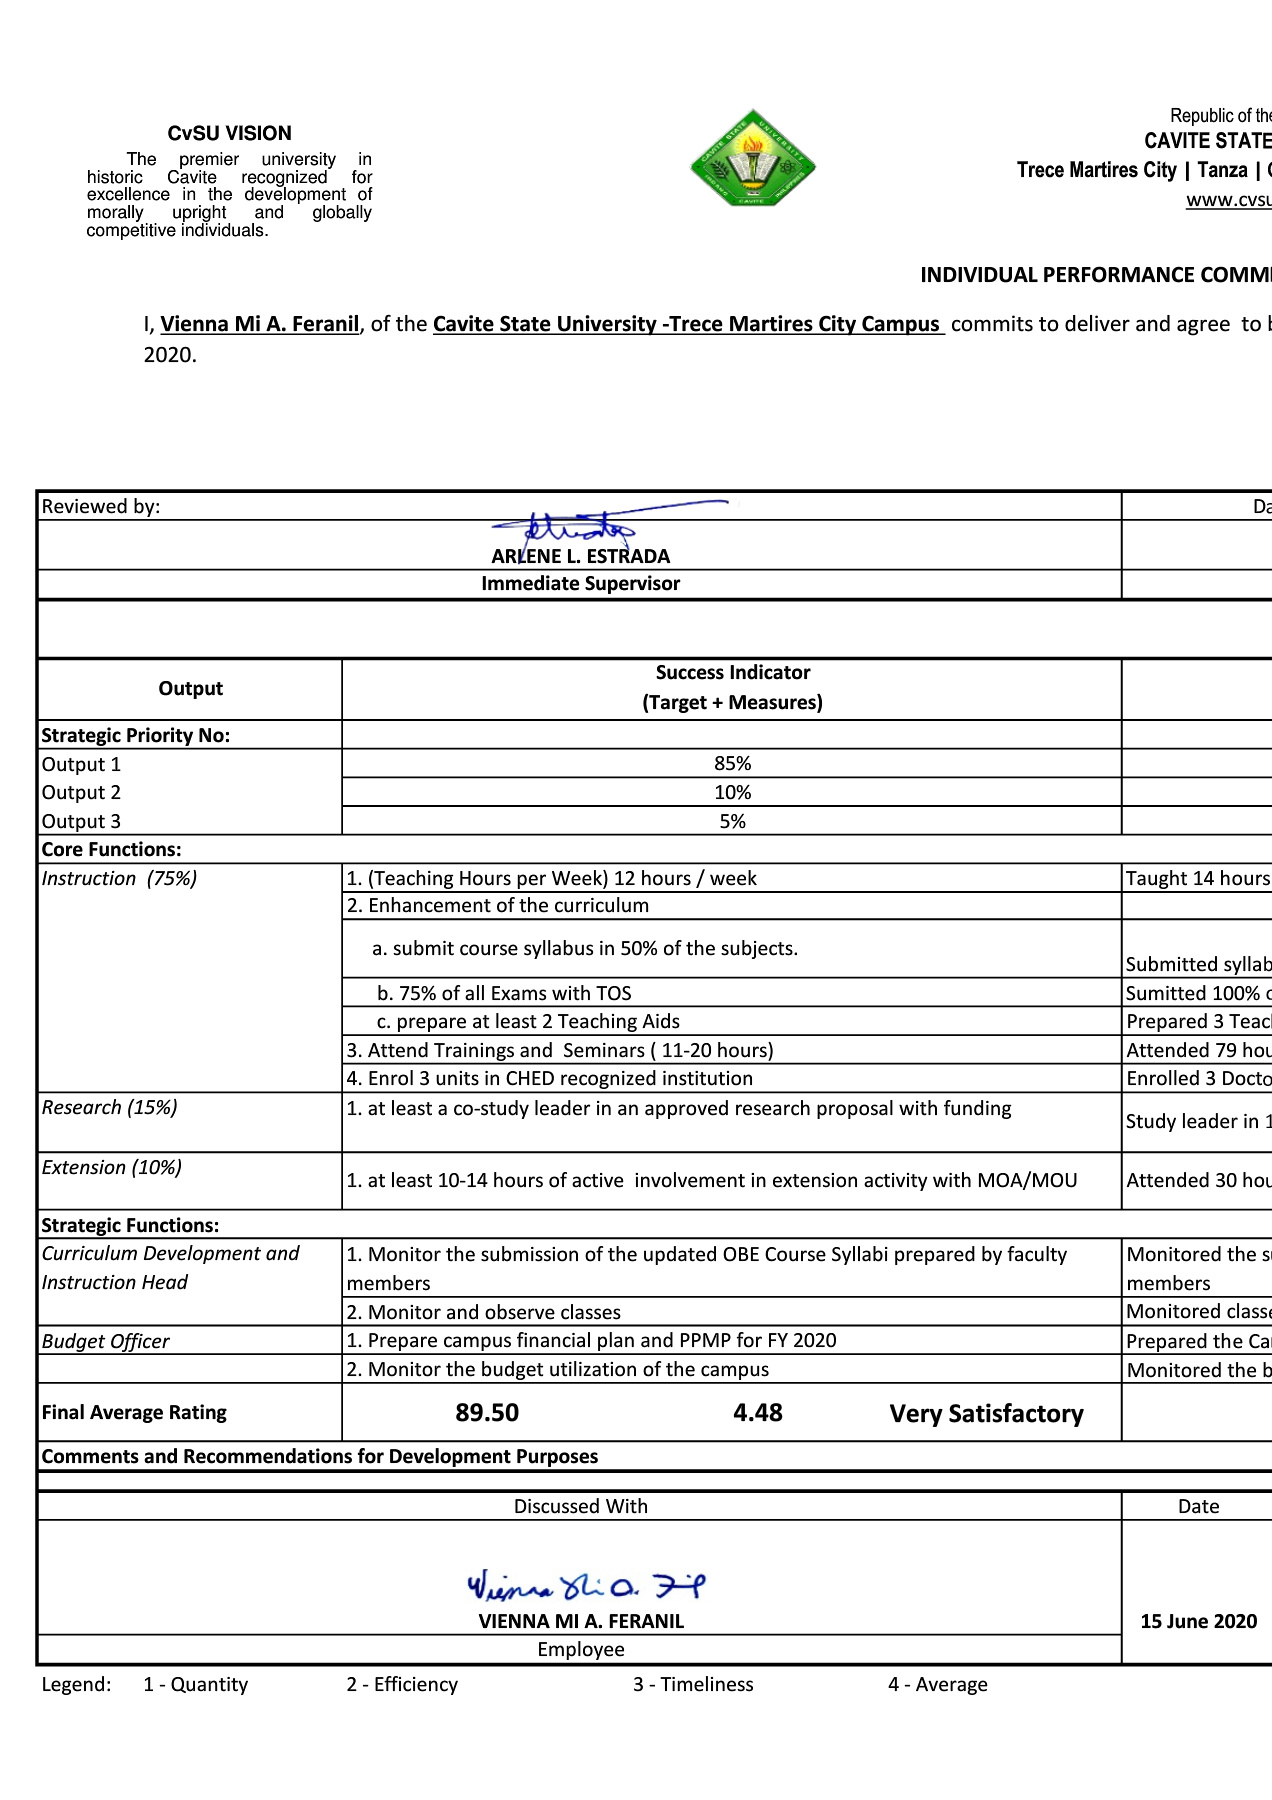 CvSU VISION
The premier university in
historic Cavite recognized for
excellence in the development of
morally upright and globally
competitive individuals.
CAVITE STATE UNIVERSITY
CAVITE
Republic of the
CAVITE STATE
Trece Martires City | Tanza |
www.cvsu
INDIVIDUAL PERFORMANCE COMM
I, Vienna Mi A. Feranil, of the Cavite State University -Trece Martires City Campus commits to deliver and agree to b
2020.
Reviewed by: Da
ARLENE L. ESTRADA
Immediate Supervisor
Output
Success Indicator
(Target + Measures)
Strategic Priority No:
Output 1 85%
Output 2 10%
Output 3 5%
Core Functions:
Instruction (75%) 1. (Teaching Hours per Week) 12 hours / week Taught 14 hours
2. Enhancement of the curriculum
a. submit course syllabus in 50% of the subjects. Submitted syllab
b. 75% of all Exams with TOS Sumitted 100% o
c. prepare at least 2 Teaching Aids Prepared 3 Teach
3. Attend Trainings and Seminars ( 11-20 hours) Attended 79 hou
4. Enrol 3 units in CHED recognized institution Enrolled 3 Docto
Research (15%) 1. at least a co-study leader in an approved research proposal with funding Study leader in 1
Extension (10%) 1. at least 10-14 hours of active involvement in extension activity with MOA/MOU Attended 30 hou
Strategic Functions:
Curriculum Development and 1. Monitor the submission of the updated OBE Course Syllabi prepared by faculty Monitored the su
Instruction Head members members
2. Monitor and observe classes Monitored classe
Budget Officer 1. Prepare campus financial plan and PPMP for FY 2020 Prepared the Ca
2. Monitor the budget utilization of the campus Monitored the b
Final Average Rating 89.50 4.48 Very Satisfactory
Comments and Recommendations for Development Purposes
Discussed With Date
Vienna Mi A. Feranil
VIENNA MI A. FERANIL 15 June 2020
Employee
Legend: 1 - Quantity 2 - Efficiency 3 - Timeliness 4 - Average